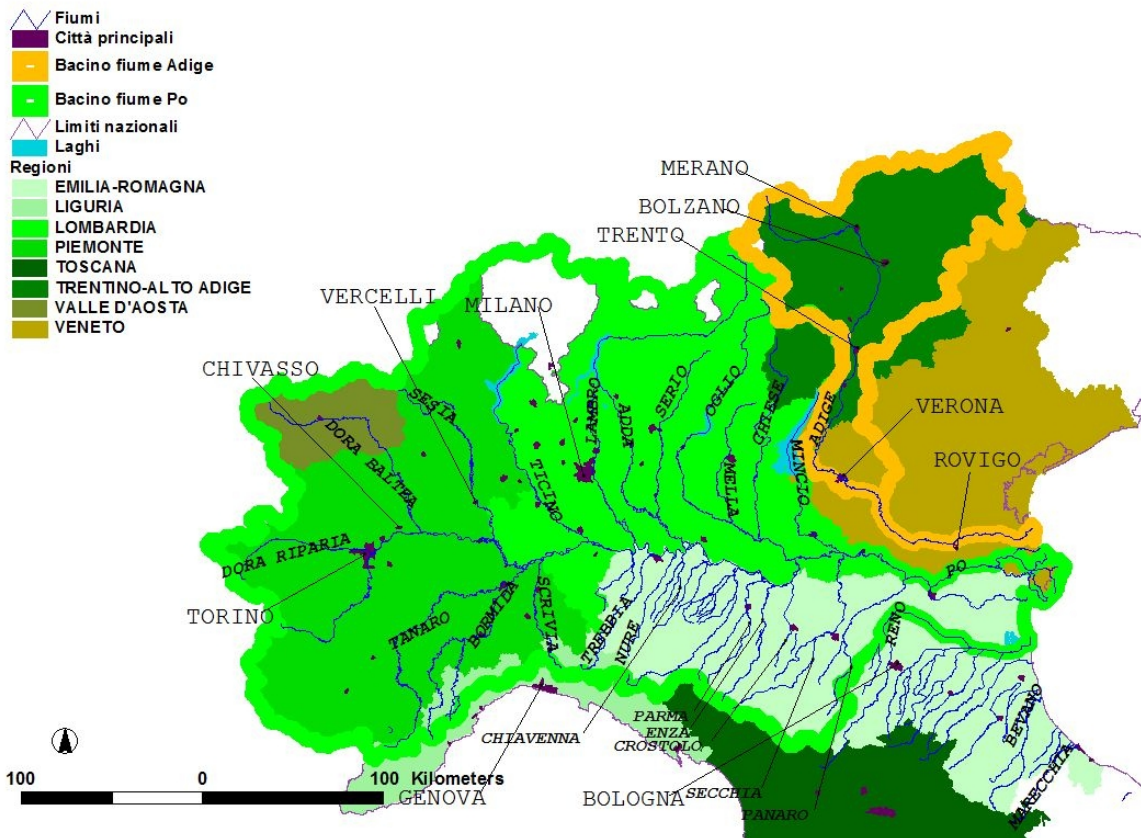 Fiumi
Città principali
Bacino fiume Adige
Bacino fiume Po
Limiti nazionali
Laghi
Regioni
EMILIA-ROMAGNA
LIGURIA
LOMBARDIA
PIEMONTE
TOSCANA
TRENTINO-ALTO ADIGE
VALLE D'AOSTA
VENETO
MERANO
BOLZANO
TRENTO
VERCELLI
MILANO
CHIVASSO
VERONA
ROVIGO
SESIA
DORA BALTEA
TICINO
LAMBRO
ADDA
SERIO
OGLIO
MELLA
CHIESE
MINCIO
ADIGE
DORA RIPARIA
TORINO
TANARO
BORMIDA
SCRIVIA
TREBBIA
NURE
PO
RENO
PARMA
ENZA
CROSTOLO
CHIAVENNA
SECCHIA
PANARO
BEVANO
MARECCHIA
GENOVA
BOLOGNA
100 0 100 Kilometers